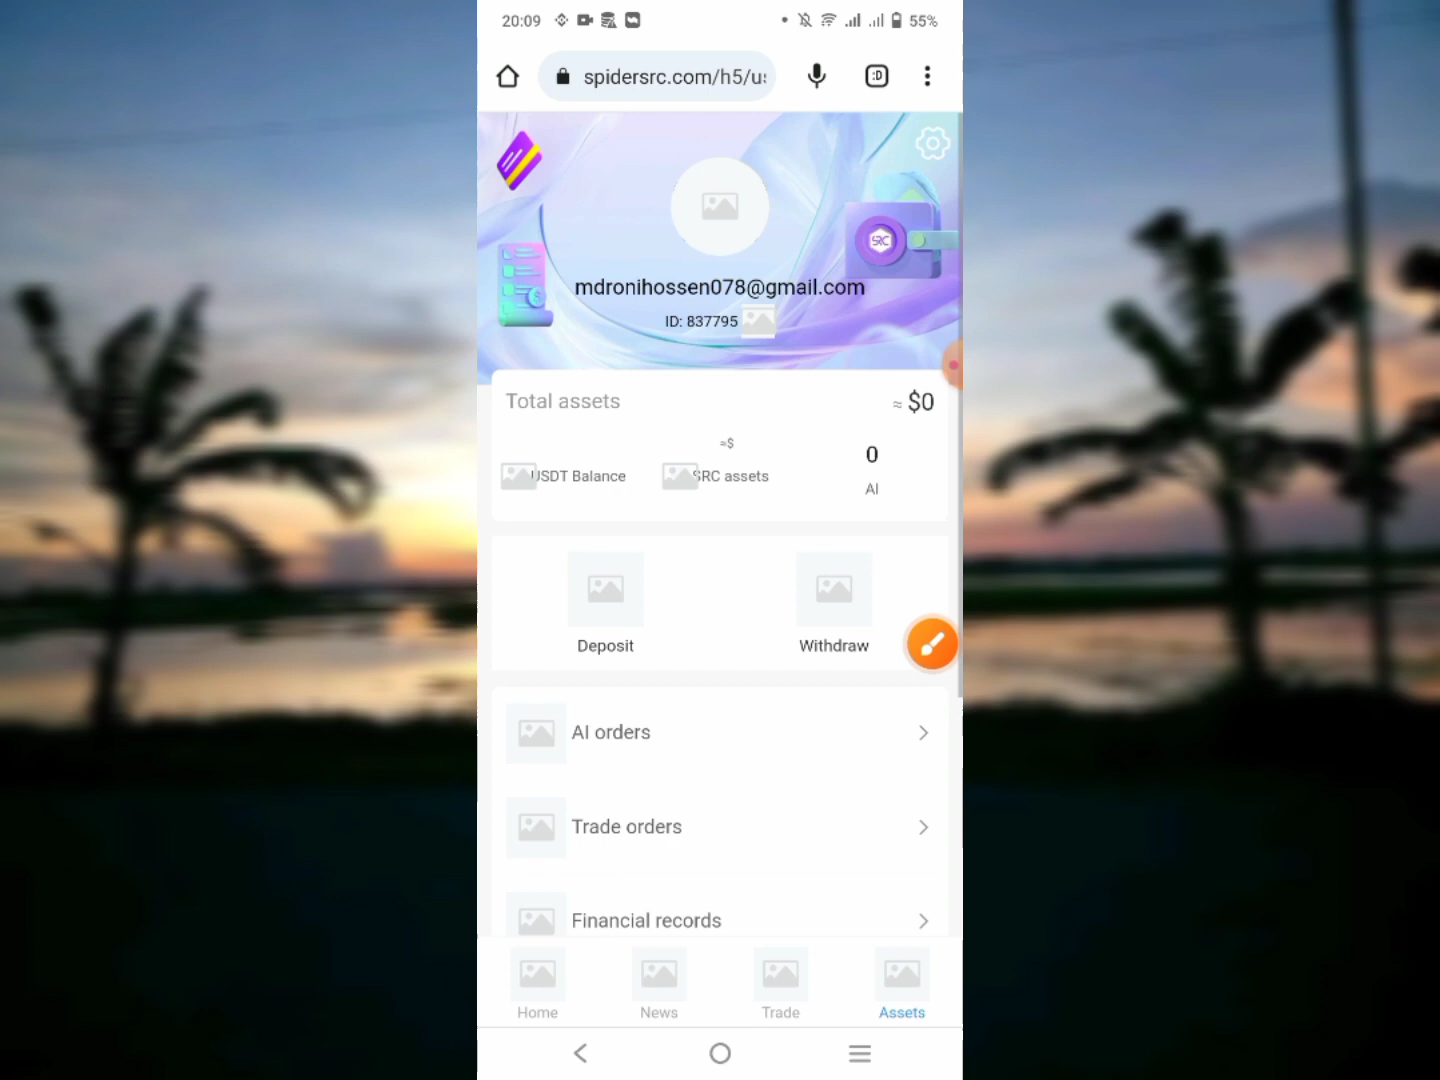 20:09
55%
spidersrc.com/h5/u
:D
SRC
mdronihossen078@gmail.com
ID: 837795
Total assets
≈ $0
≈$
0
USDT Balance
SRC assets
AI
Deposit
Withdraw
AI orders
Trade orders
Financial records
Home
News
Trade
Assets